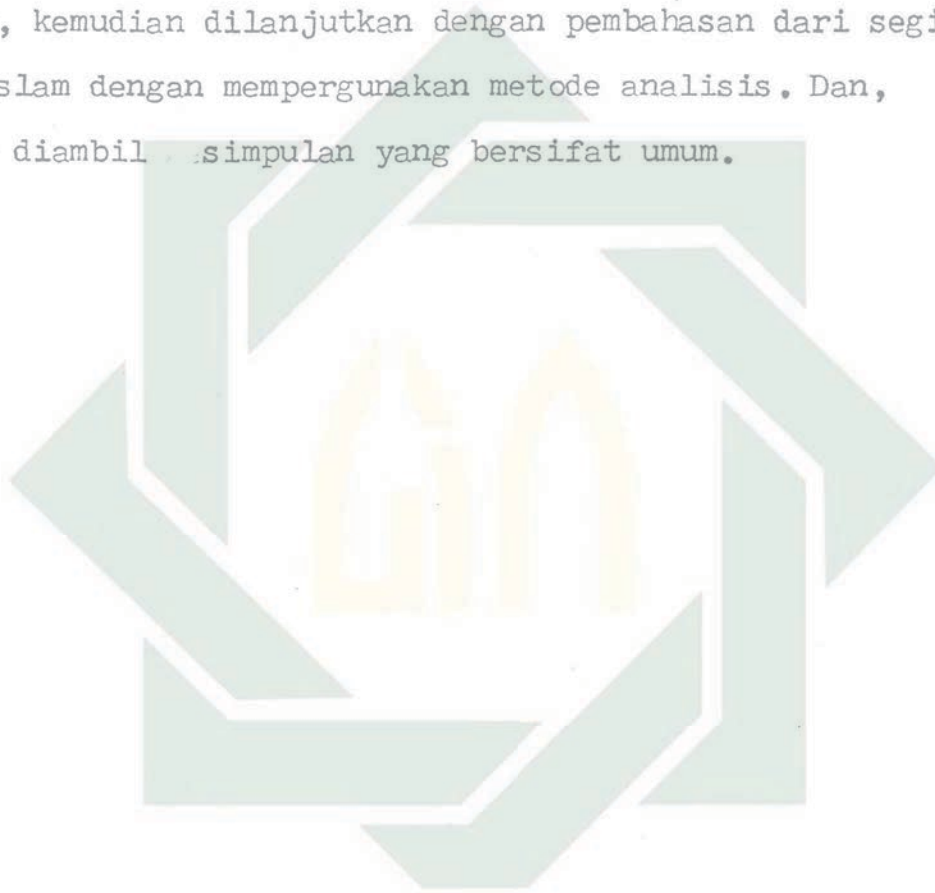 , kemudian dilanjutkan dengan pembahasan dari segi
slam dengan mempergunakan metode analisis. Dan,
diambil simpulan yang bersifat umum.